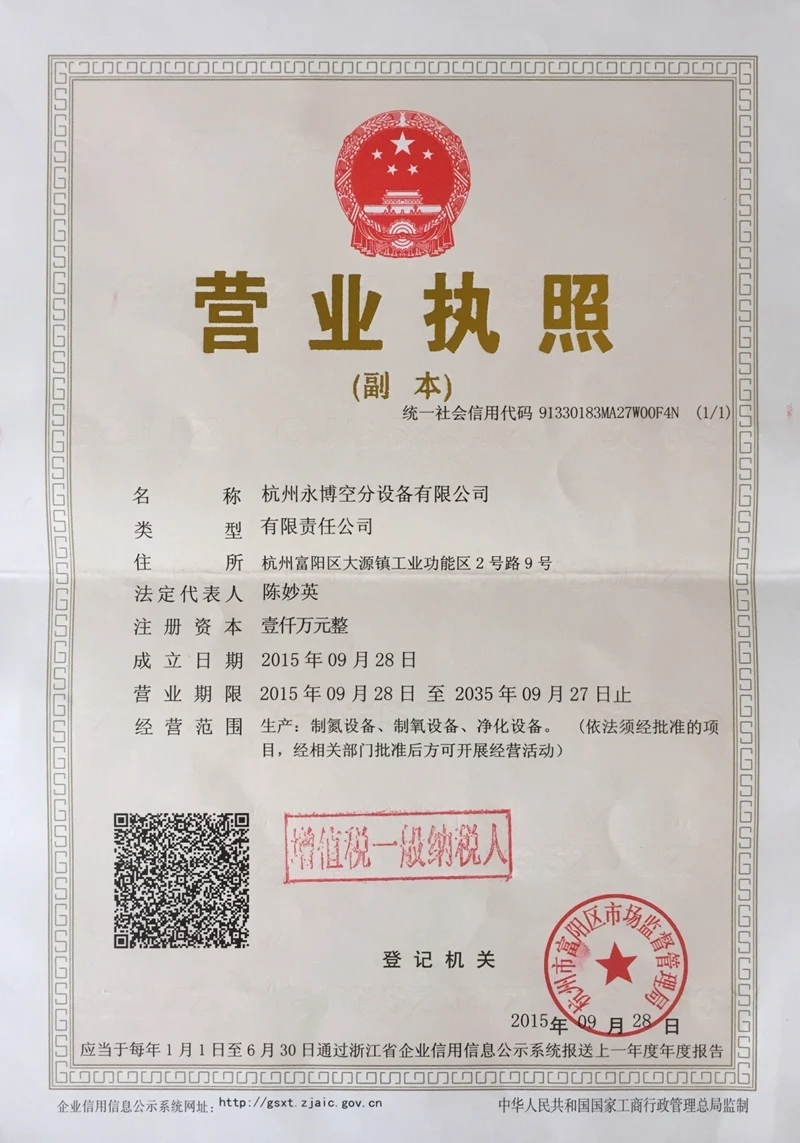 营业执照
(副 本)
统一社会信用代码 91330183MA27W00F4N (1/1)
名称 杭州永博空分设备有限公司
类型 有限责任公司
住所 杭州富阳区大源镇工业功能区2号路9号
法定代表人 陈妙英
注册资本 壹仟万元整
成立日期 2015年09月28日
营业期限 2015年09月28日 至 2035年09月27日止
经营范围 生产：制氮设备、制氧设备、净化设备。（依法须经批准的项
目，经相关部门批准后方可开展经营活动）
增值税一般纳税人
杭州市富阳区市场监督管理局
登记机关
2015年 09 月 28 日
应当于每年1月1日至6月30日通过浙江省企业信用信息公示系统报送上一年度年度报告
企业信用信息公示系统网址：http://gsxt.zjaic.gov.cn
中华人民共和国国家工商行政管理总局监制